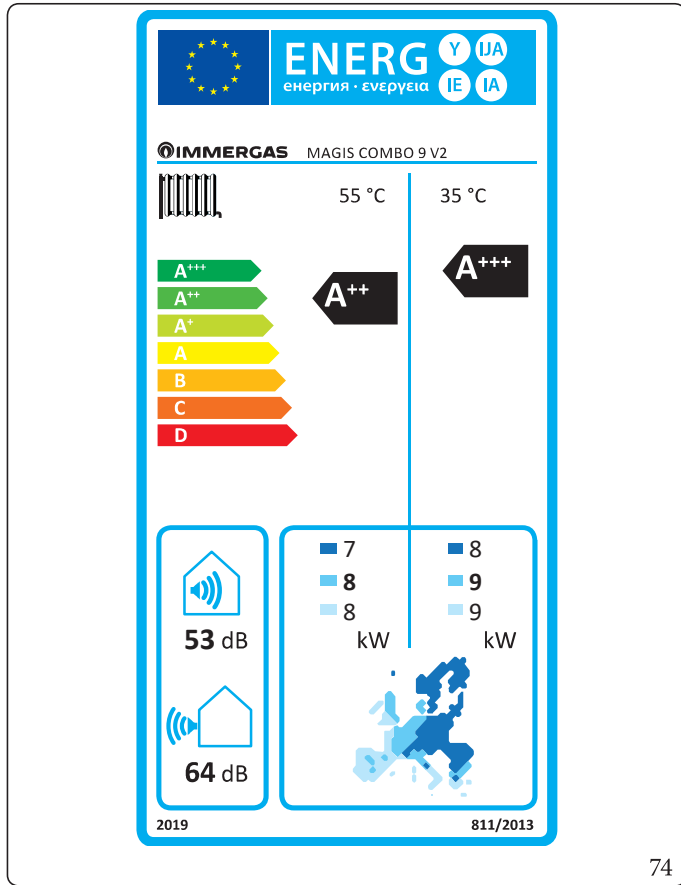 ENERG Y IJA
енергия · ενεργεια IE IA
IMMERGAS MAGIS COMBO 9 V2
55 °C 35 °C
A+++
A++
A+
A
B
C
D
A++
A+++
53 dB
64 dB
7 8
8 9
8 9
kW kW
2019 811/2013
74